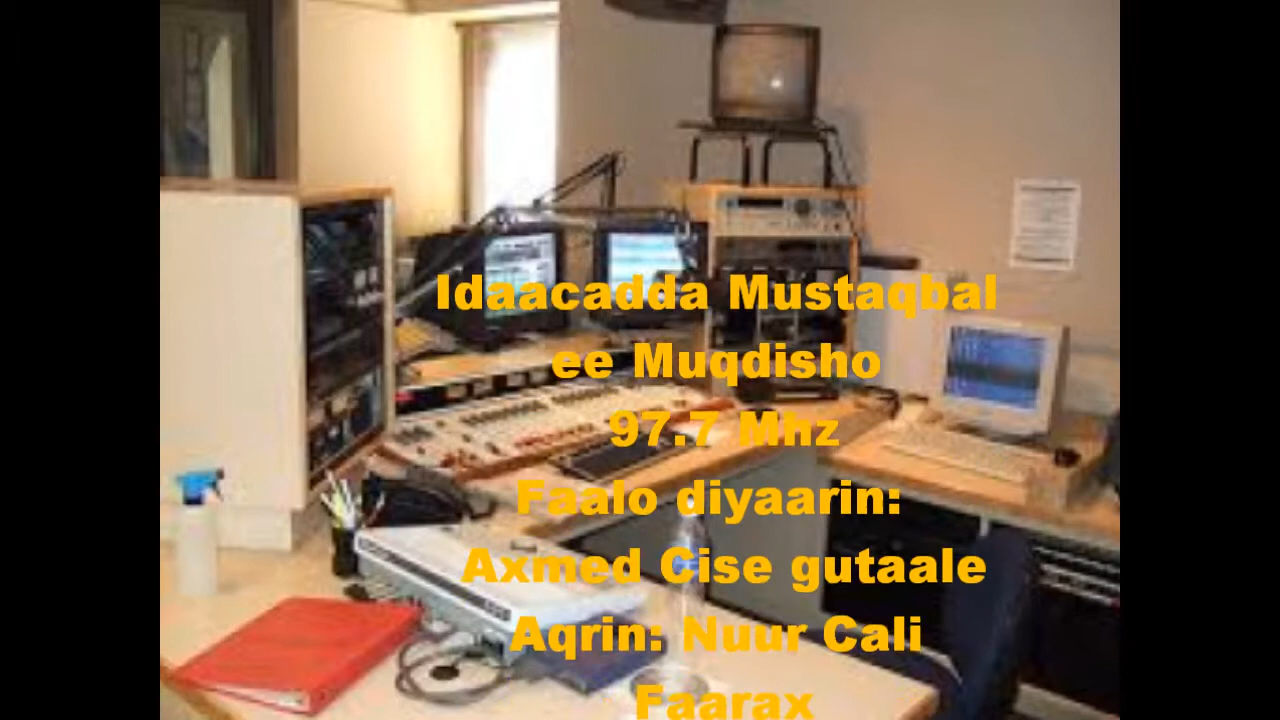 Idaacadda Mustaqbal
ee Muqdisho
97.7 Mhz
Faalo diyaarin:
Axmed Cise gutaale
Aqrin: Nuur Cali
Faarax